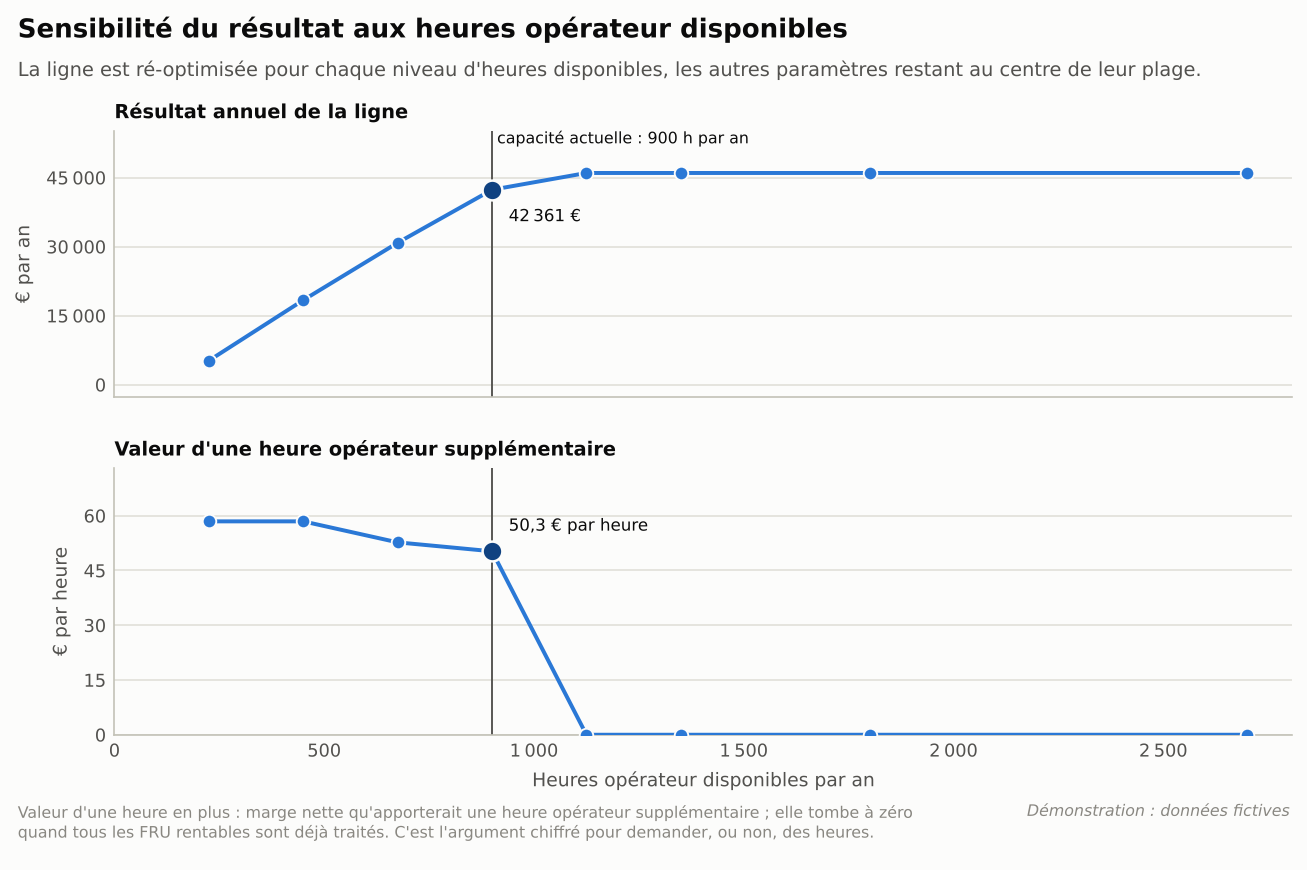 Sensibilité du résultat aux heures opérateur disponibles
La ligne est ré-optimisée pour chaque niveau d'heures disponibles, les autres paramètres restant au centre de leur plage.
Résultat annuel de la ligne
capacité actuelle : 900 h par an
45 000
42 361 €
30 000
15 000
0
€ par an
Valeur d'une heure opérateur supplémentaire
60
50,3 € par heure
45
30
15
0
€ par heure
0 500 1 000 1 500 2 000 2 500
Heures opérateur disponibles par an
Valeur d'une heure en plus : marge nette qu'apporterait une heure opérateur supplémentaire ; elle tombe à zéro
quand tous les FRU rentables sont déjà traités. C'est l'argument chiffré pour demander, ou non, des heures.
Démonstration : données fictives